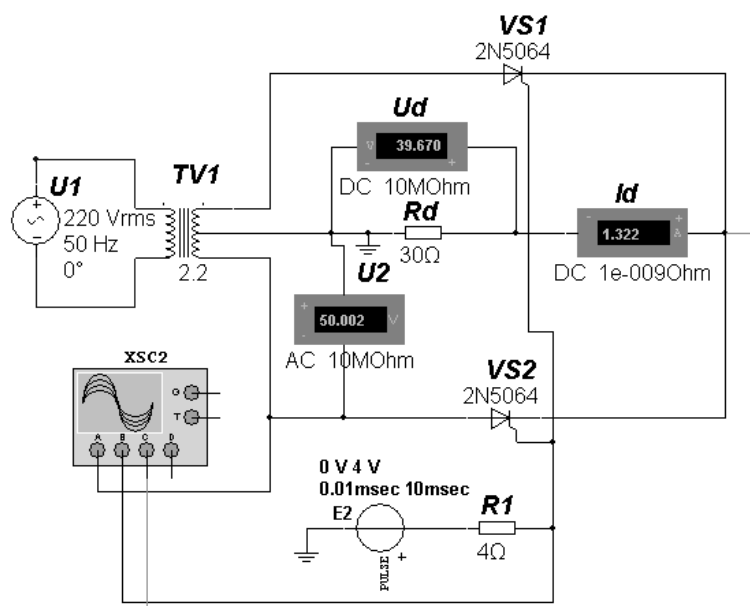 VS1
2N5064
Ud
V 39.670
- +
DC 10MOhm
TV1
U1
220 Vrms
50 Hz
0°
2.2
Rd
30Ω
Id
- +
1.322 A
DC 1e-009Ohm
U2
+
50.002 V
-
AC 10MOhm
XSC2
G
T
A B C D
VS2
2N5064
0 V 4 V
0.01msec 10msec
E2
R1
4Ω
+
PULSE